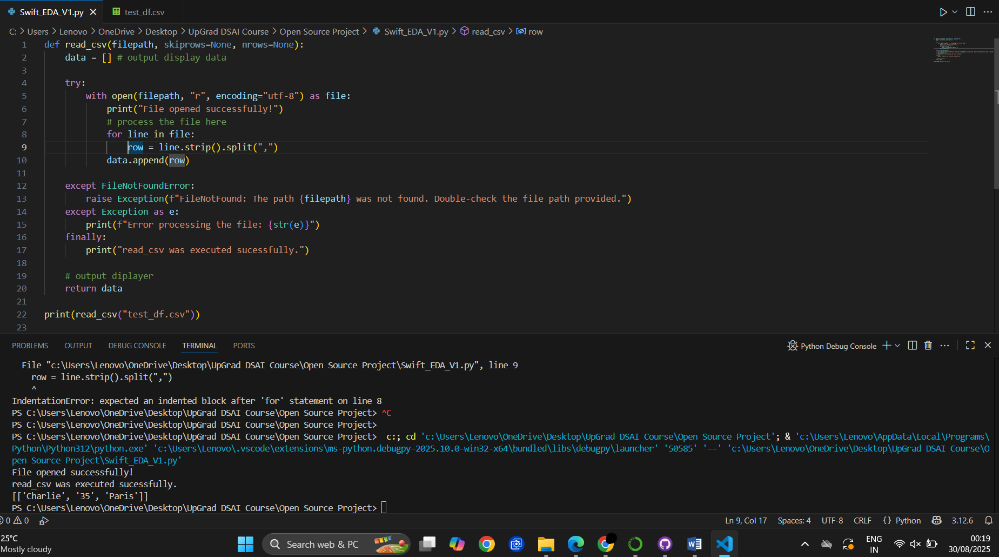 Swift_EDA_V1.py
test_df.csv
C: > Users > Lenovo > OneDrive > Desktop > UpGrad DSAI Course > Open Source Project > Swift_EDA_V1.py > read_csv > row
1 def read_csv(filepath, skiprows=None, nrows=None):
2 data = [] # output display data
3
4 try:
5 with open(filepath, "r", encoding="utf-8") as file:
6 print("File opened successfully!")
7 # process the file here
8 for line in file:
9 row = line.strip().split(",")
10 data.append(row)
11
12 except FileNotFoundError:
13 raise Exception(f"FileNotFound: The path {filepath} was not found. Double-check the file path provided.")
14 except Exception as e:
15 print(f"Error processing the file: {str(e)}")
16 finally:
17 print("read_csv was executed sucessfully.")
18
19 # output diplayer
20 return data
21
22 print(read_csv("test_df.csv"))
23
PROBLEMS OUTPUT DEBUG CONSOLE TERMINAL PORTS
Python Debug Console
File "c:\Users\Lenovo\OneDrive\Desktop\UpGrad DSAI Course\Open Source Project\Swift_EDA_V1.py", line 9
row = line.strip().split(",")
^
IndentationError: expected an indented block after 'for' statement on line 8
PS C:\Users\Lenovo\OneDrive\Desktop\UpGrad DSAI Course\Open Source Project> ^C
PS C:\Users\Lenovo\OneDrive\Desktop\UpGrad DSAI Course\Open Source Project>
PS C:\Users\Lenovo\OneDrive\Desktop\UpGrad DSAI Course\Open Source Project> c:; cd 'c:\Users\Lenovo\OneDrive\Desktop\UpGrad DSAI Course\Open Source Project'; & 'c:\Users\Lenovo\AppData\Local\Programs\
Python\Python312\python.exe' 'c:\Users\Lenovo\.vscode\extensions\ms-python.debugpy-2025.10.0-win32-x64\bundled\libs\debugpy\launcher' '50585' '--' 'c:\Users\Lenovo\OneDrive\Desktop\UpGrad DSAI Course\O
pen Source Project\Swift_EDA_V1.py'
File opened successfully!
read_csv was executed sucessfully.
[['Charlie', '35', 'Paris']]
PS C:\Users\Lenovo\OneDrive\Desktop\UpGrad DSAI Course\Open Source Project>
0 0
Ln 9, Col 17 Spaces: 4 UTF-8 CRLF {} Python 3.12.6
25°C
Mostly cloudy
Search web & PC
ENG
IN
00:19
30/08/2025